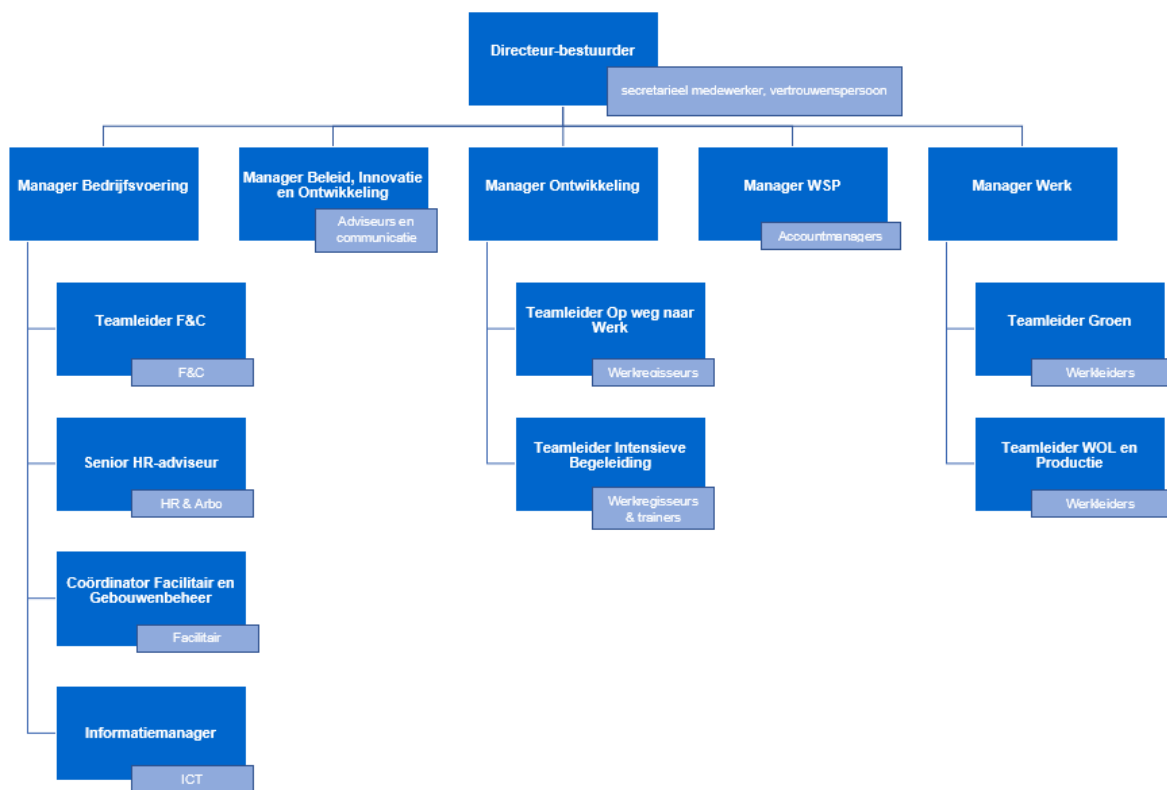 Directeur-bestuurder
secretarieel medewerker, vertrouwenspersoon
Manager Bedrijfsvoering
Manager Beleid, Innovatie
en Ontwikkeling
Adviseurs en
communicatie
Manager Ontwikkeling
Manager WSP
Accountmanagers
Manager Werk
Teamleider F&C
F&C
Teamleider Op weg naar
Werk
Werkregisseurs
Teamleider Groen
Werkleiders
Senior HR-adviseur
HR & Arbo
Teamleider Intensieve
Begeleiding
Werkregisseurs
& trainers
Teamleider WOL en
Productie
Werkleiders
Coördinator Facilitair en
Gebouwenbeheer
Facilitair
Informatiemanager
ICT